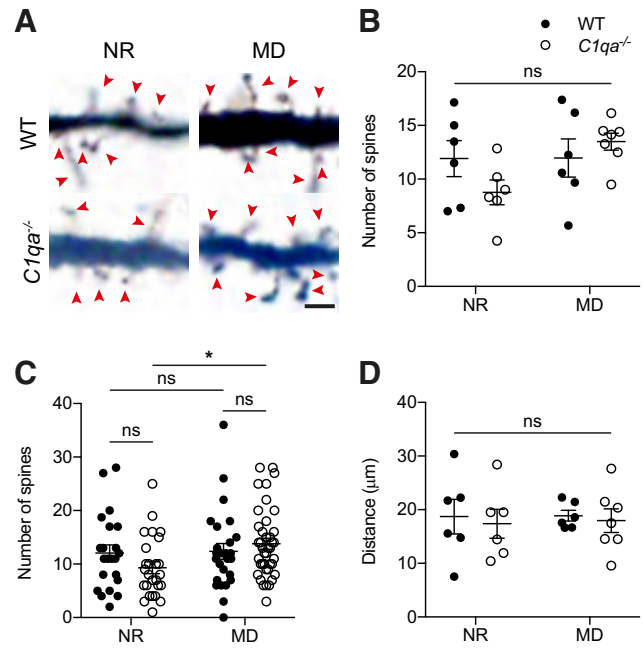 A
NR
MD
WT
C1qa-/-
B
WT
C1qa-/-
ns
Number of spines
20
15
10
5
0
NR
MD
C
*
ns
ns
ns
Number of spines
40
30
20
10
0
NR
MD
D
ns
Distance (μm)
40
30
20
10
0
NR
MD